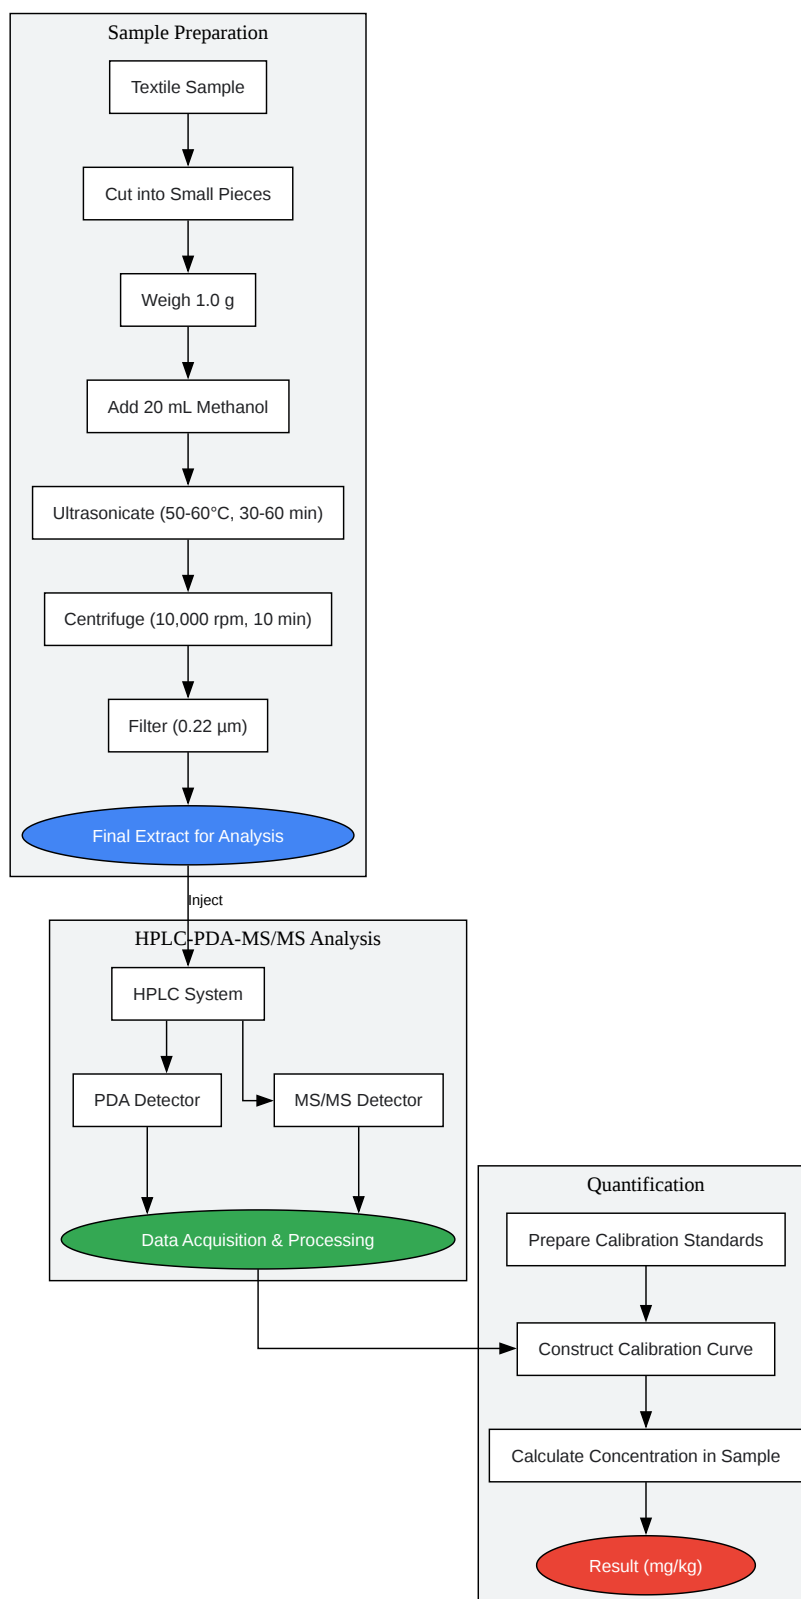 Sample Preparation
Textile Sample
Cut into Small Pieces
Weigh 1.0 g
Add 20 mL Methanol
Ultrasonicate (50-60°C, 30-60 min)
Centrifuge (10,000 rpm, 10 min)
Filter (0.22 µm)
Final Extract for Analysis
Inject
HPLC-PDA-MS/MS Analysis
HPLC System
PDA Detector
MS/MS Detector
Data Acquisition & Processing
Quantification
Prepare Calibration Standards
Construct Calibration Curve
Calculate Concentration in Sample
Result (mg/kg)